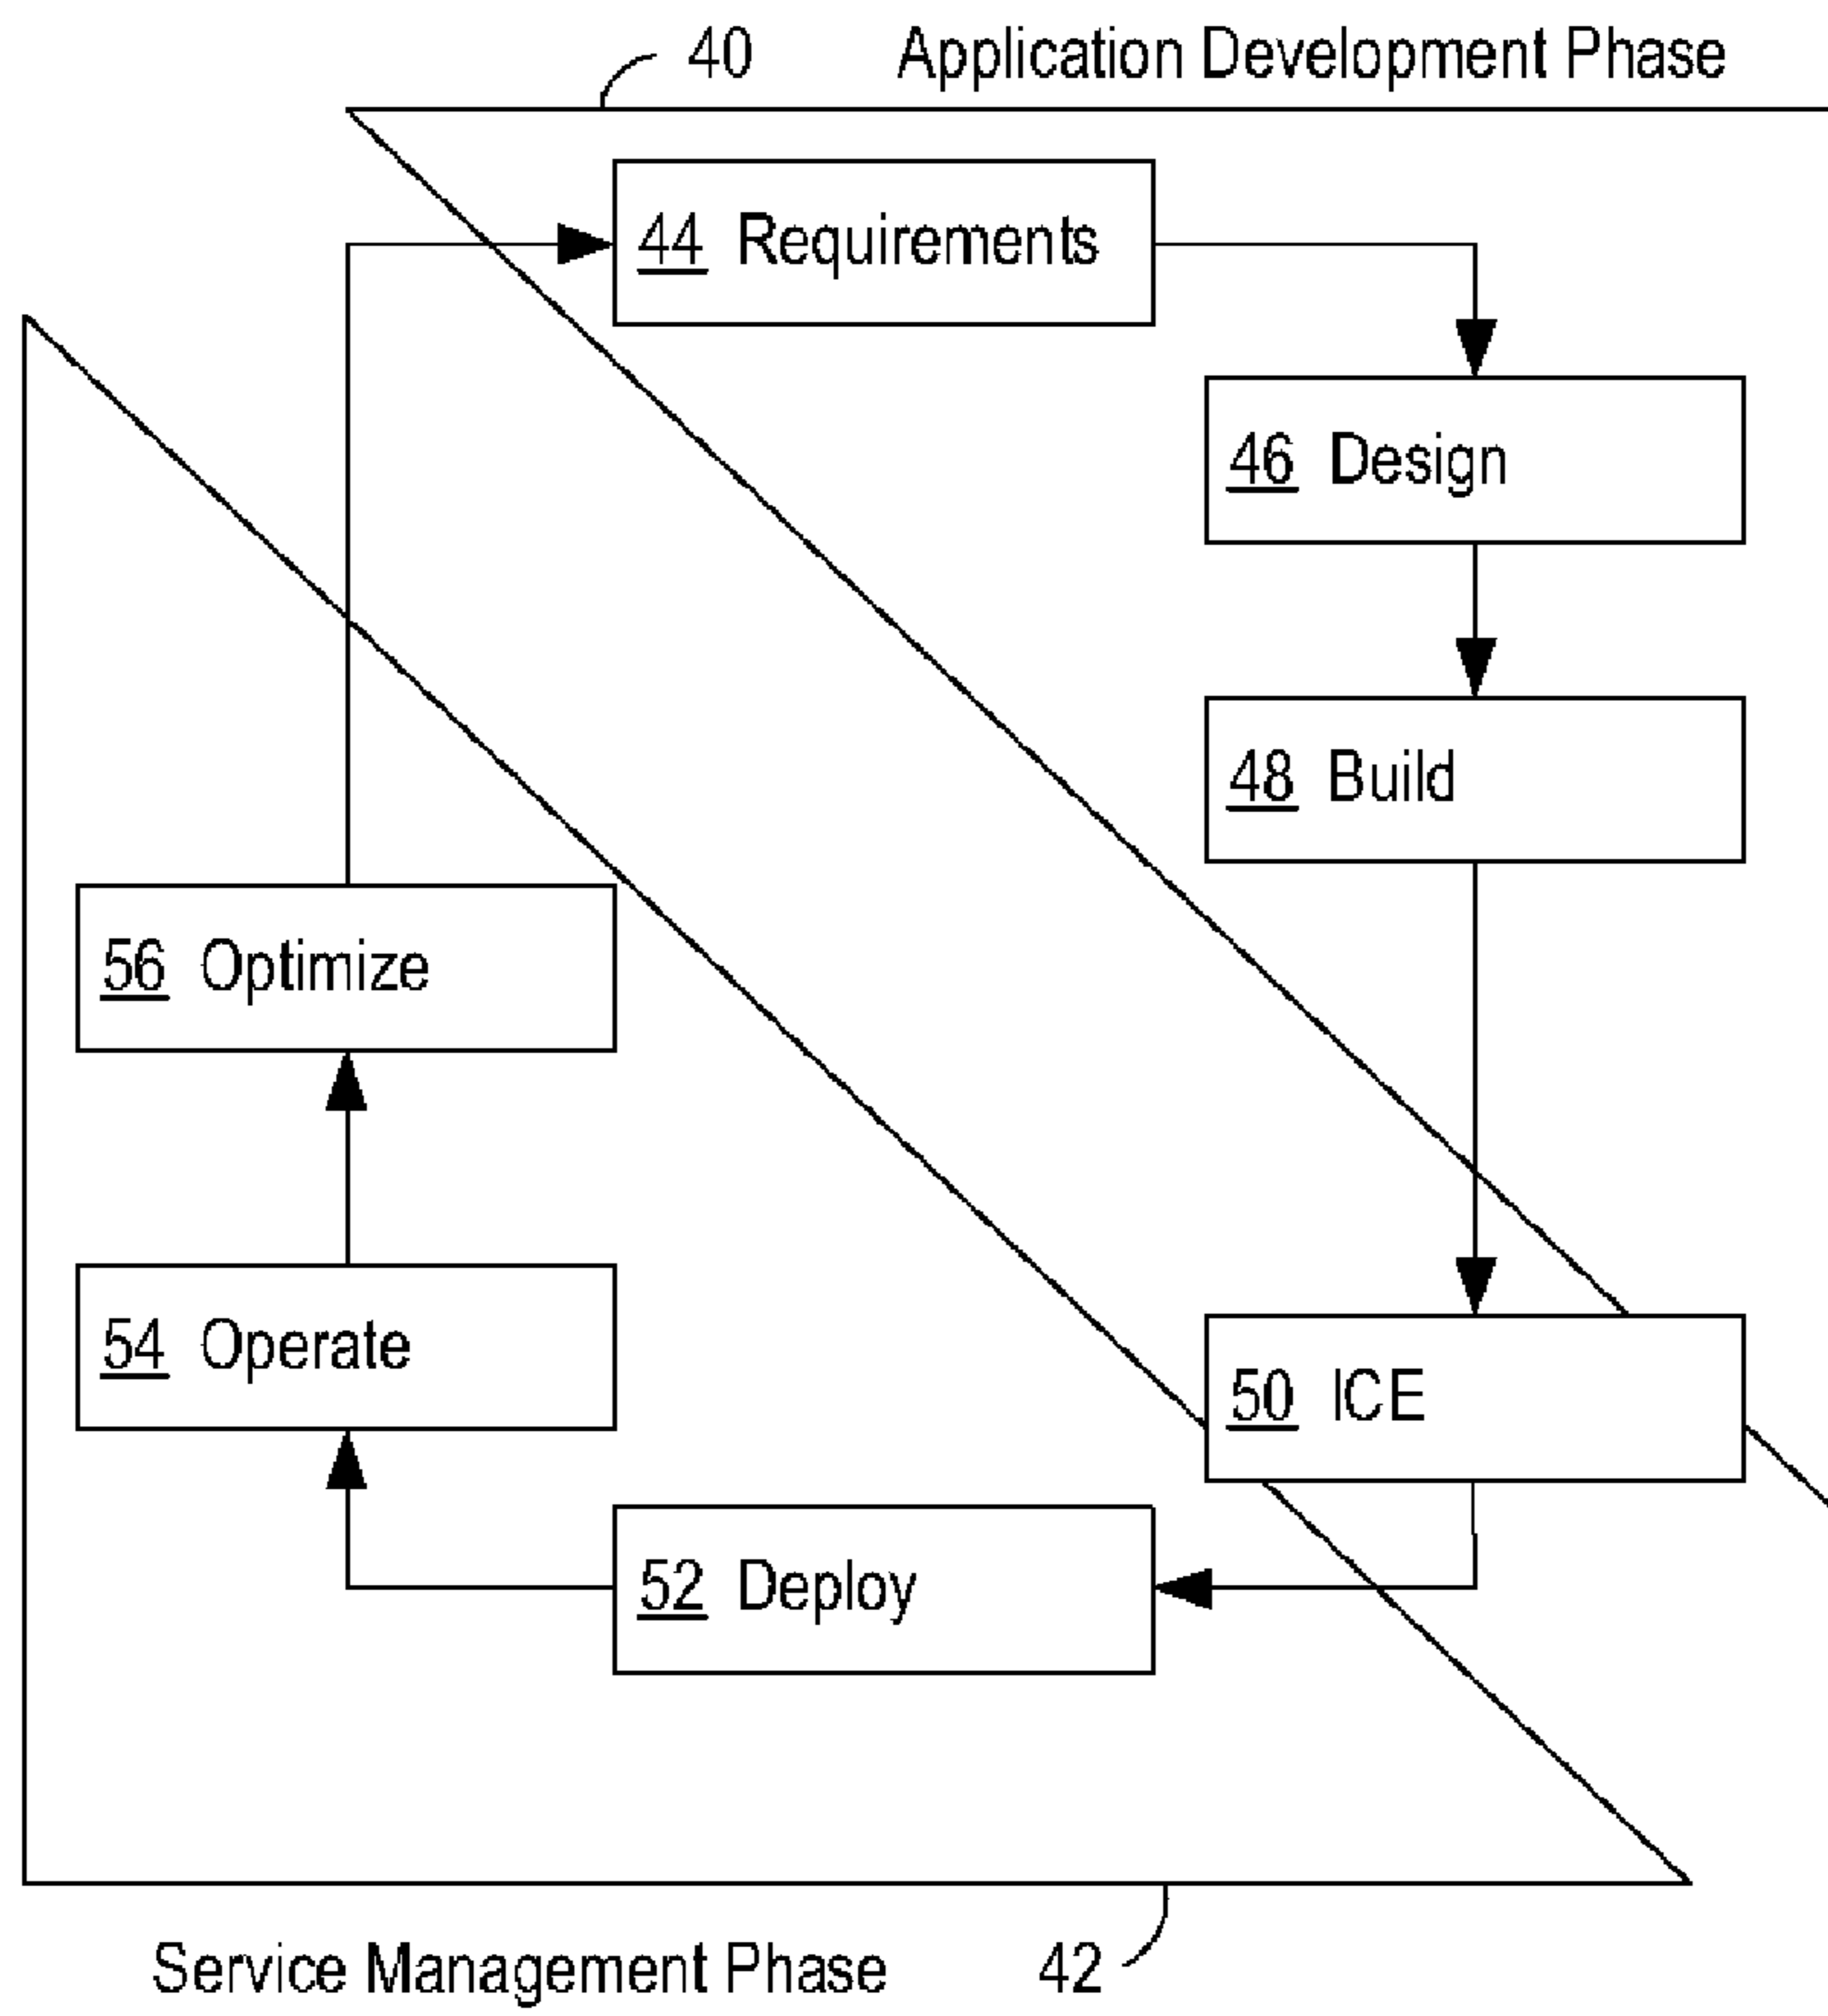 40 Application Development Phase
44 Requirements
46 Design
48 Build
56 Optimize
54 Operate
50 ICE
52 Deploy
Service Management Phase 42